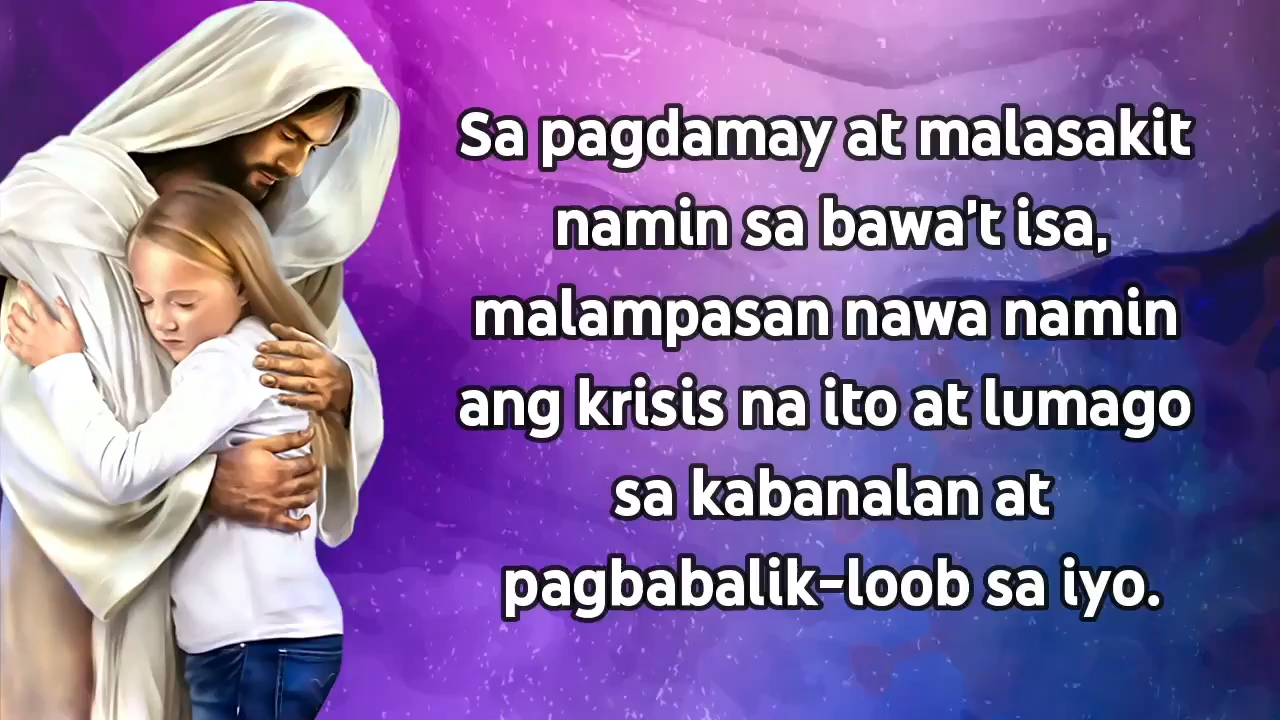 Sa pagdamay at malasakit
namin sa bawa't isa,
malampasan nawa namin
ang krisis na ito at lumago
sa kabanalan at
pagbabalik-loob sa iyo.